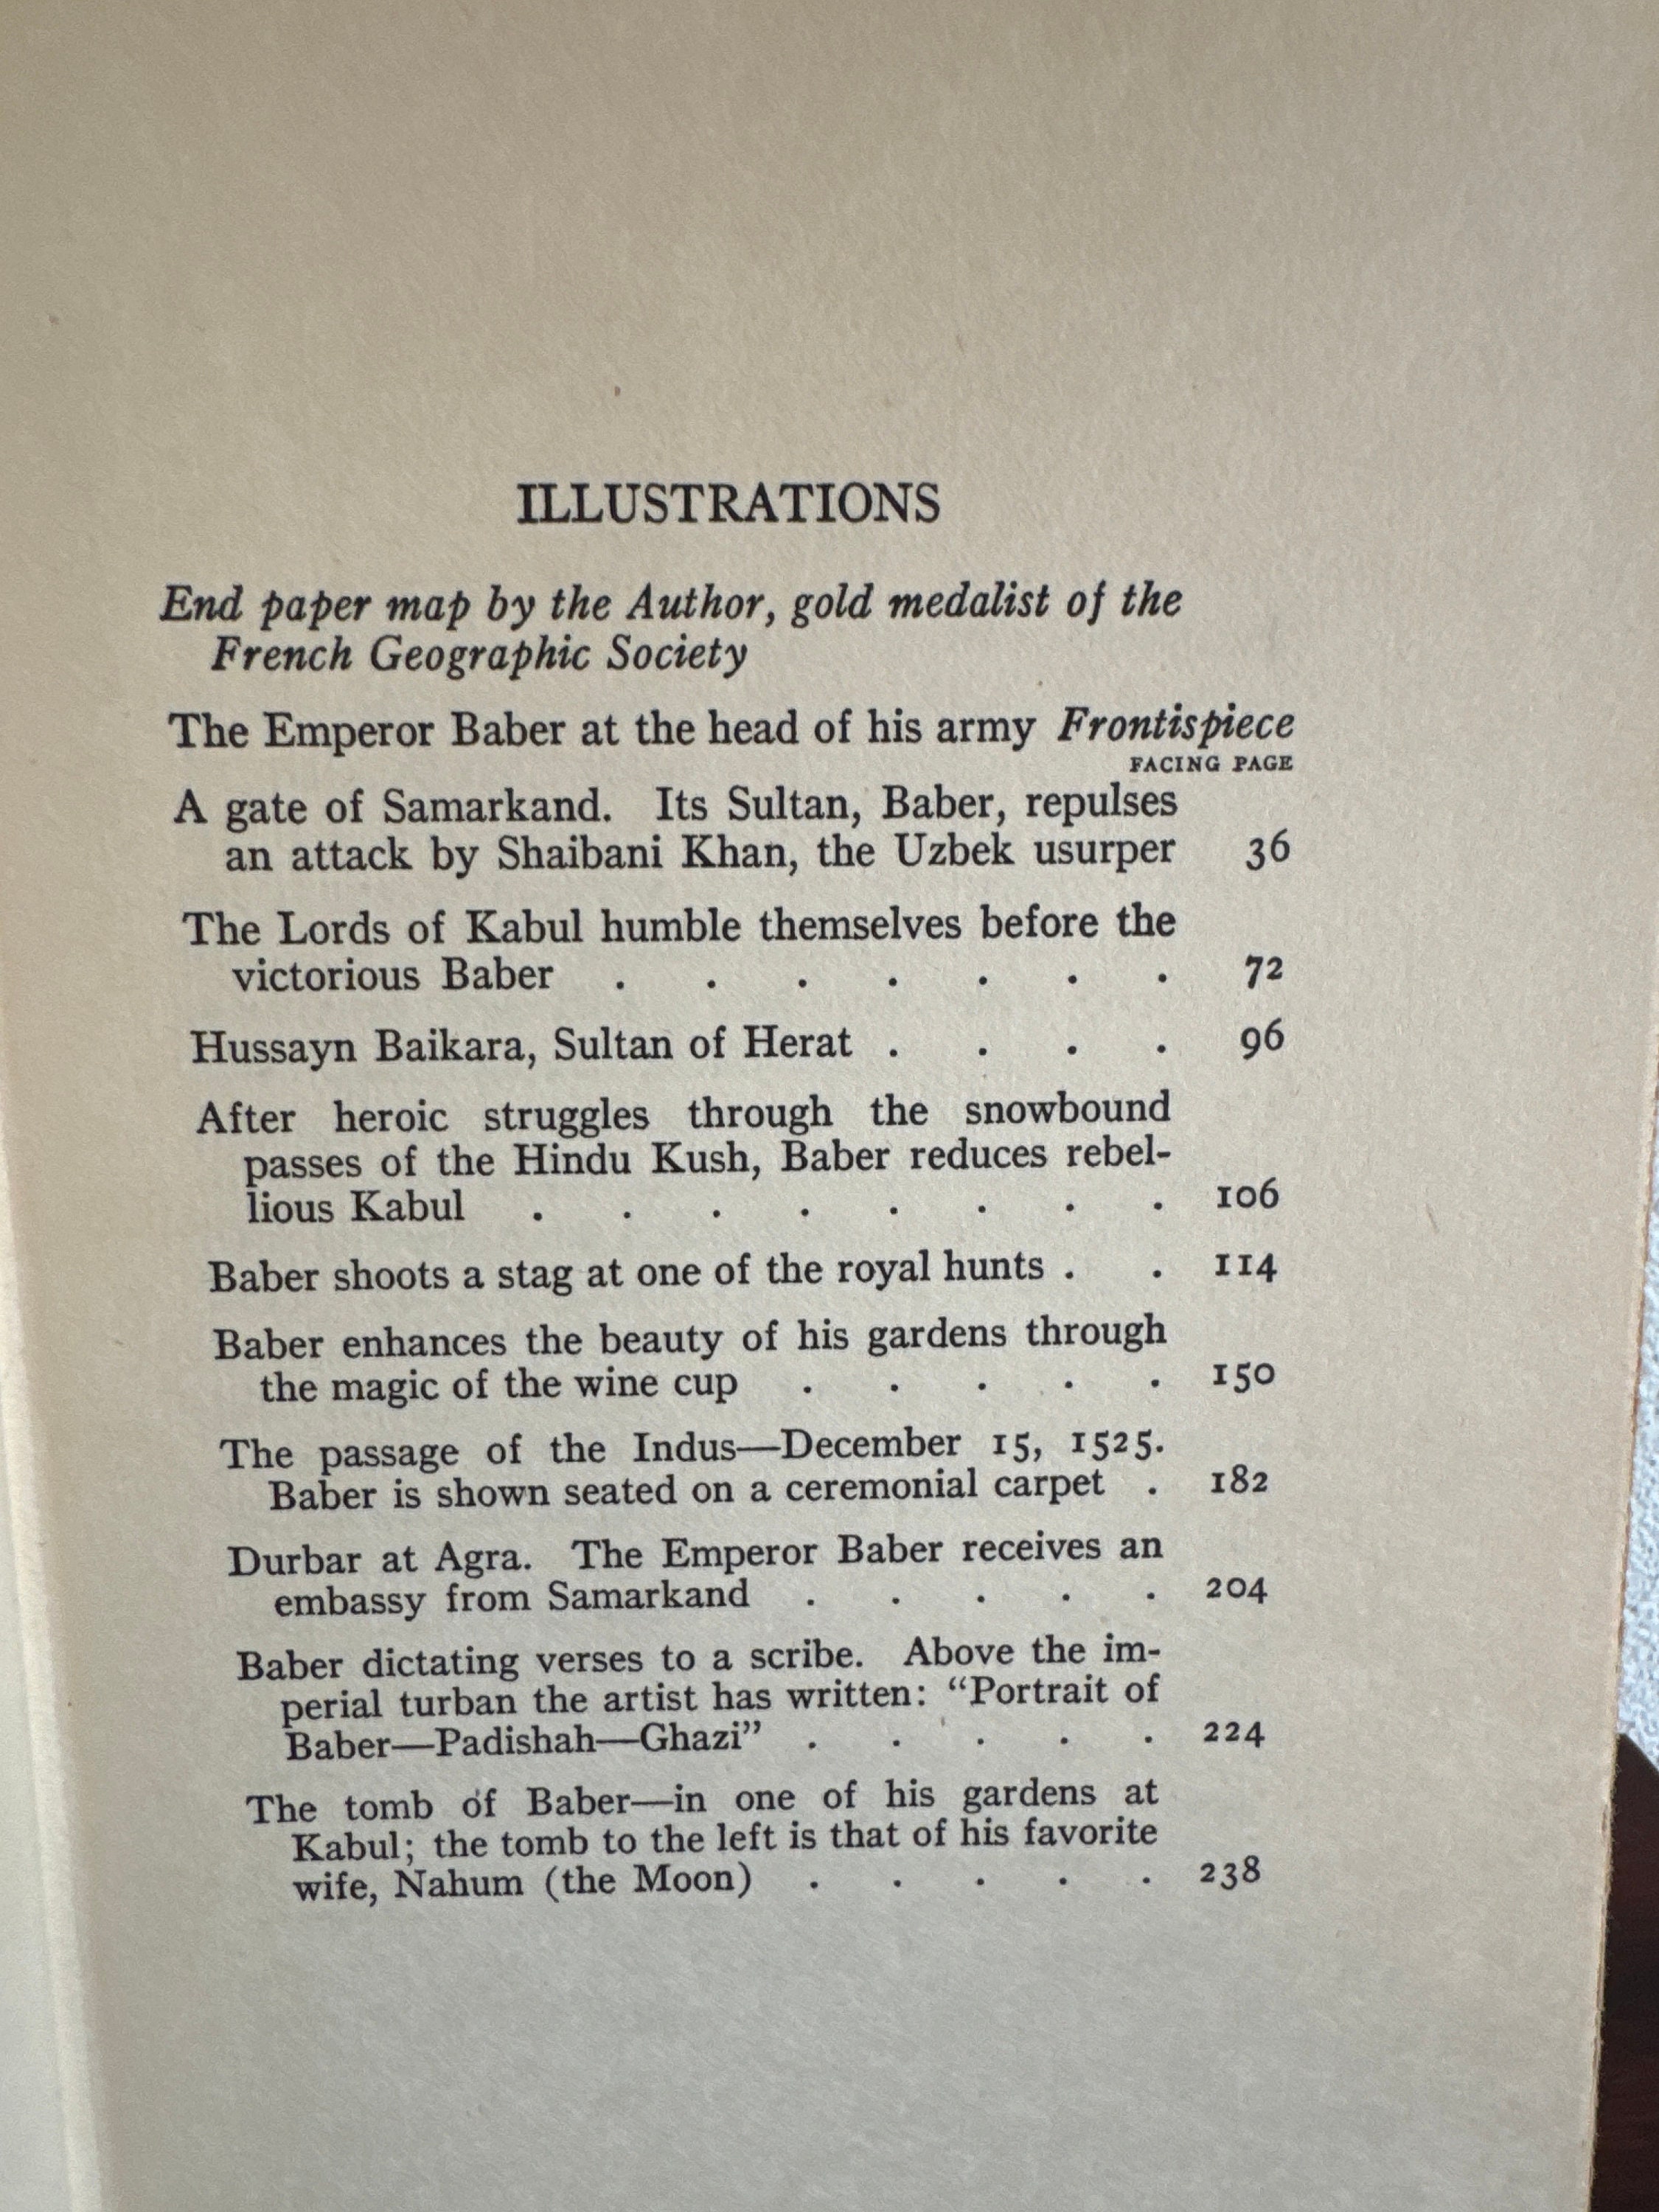 ILLUSTRATIONS
End paper map by the Author, gold medalist of the
French Geographic Society
The Emperor Baber at the head of his army Frontispiece
FACING PAGE
A gate of Samarkand. Its Sultan, Baber, repulses
an attack by Shaibani Khan, the Uzbek usurper 36
The Lords of Kabul humble themselves before the
victorious Baber . . . . . . . 72
Hussayn Baikara, Sultan of Herat . . . . 96
After heroic struggles through the snowbound
passes of the Hindu Kush, Baber reduces rebel-
lious Kabul . . . . . . . . 106
Baber shoots a stag at one of the royal hunts . . 114
Baber enhances the beauty of his gardens through
the magic of the wine cup . . . . . 150
The passage of the Indus—December 15, 1525.
Baber is shown seated on a ceremonial carpet . 182
Durbar at Agra. The Emperor Baber receives an
embassy from Samarkand . . . . . 204
Baber dictating verses to a scribe. Above the im-
perial turban the artist has written: “Portrait of
Baber—Padishah—Ghazi” . . . . . 224
The tomb of Baber—in one of his gardens at
Kabul; the tomb to the left is that of his favorite
wife, Nahum (the Moon) . . . . . 238